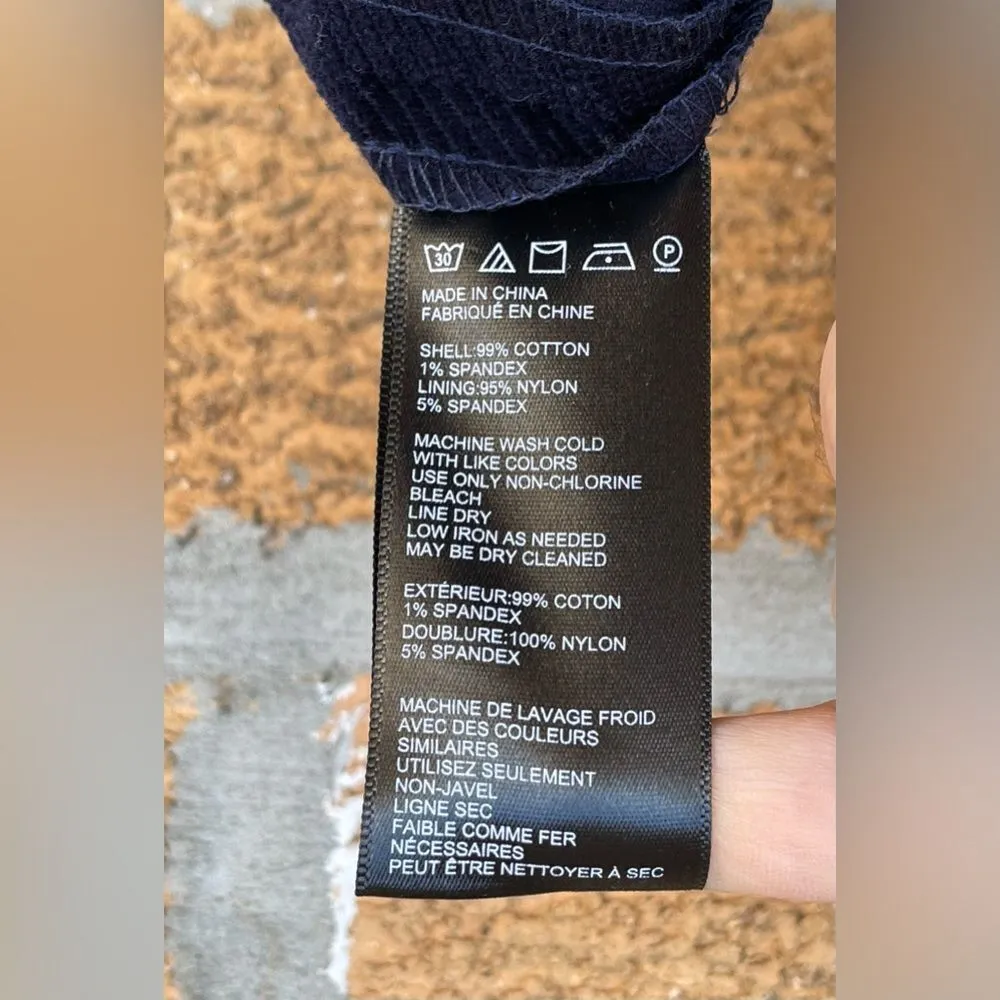 30 P
MADE IN CHINA
FABRIQUÉ EN CHINE
SHELL:99% COTTON
1% SPANDEX
LINING:95% NYLON
5% SPANDEX
MACHINE WASH COLD
WITH LIKE COLORS
USE ONLY NON-CHLORINE
BLEACH
LINE DRY
LOW IRON AS NEEDED
MAY BE DRY CLEANED
EXTÉRIEUR:99% COTON
1% SPANDEX
DOUBLURE:100% NYLON
5% SPANDEX
MACHINE DE LAVAGE FROID
AVEC DES COULEURS
SIMILAIRES
UTILISEZ SEULEMENT
NON-JAVEL
LIGNE SEC
FAIBLE COMME FER
NÉCESSAIRES
PEUT ÊTRE NETTOYER À SEC